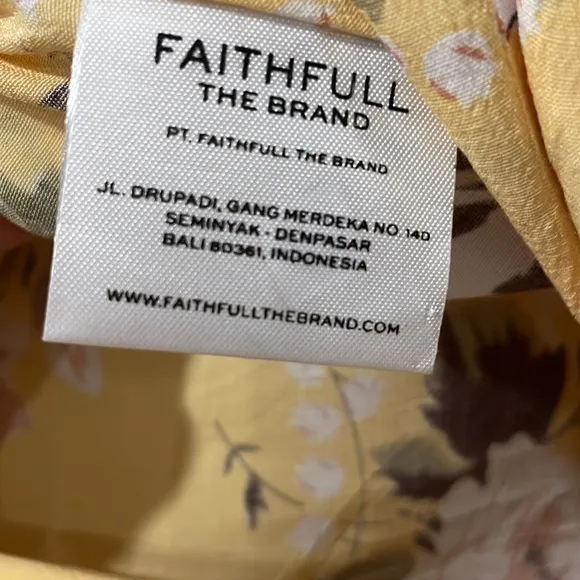 FAITHFULL
THE BRAND
PT. FAITHFULL THE BRAND
JL. DRUPADI, GANG MERDEKA NO 14D
SEMINYAK - DENPASAR
BALI 80361, INDONESIA
WWW.FAITHFULLTHEBRAND.COM